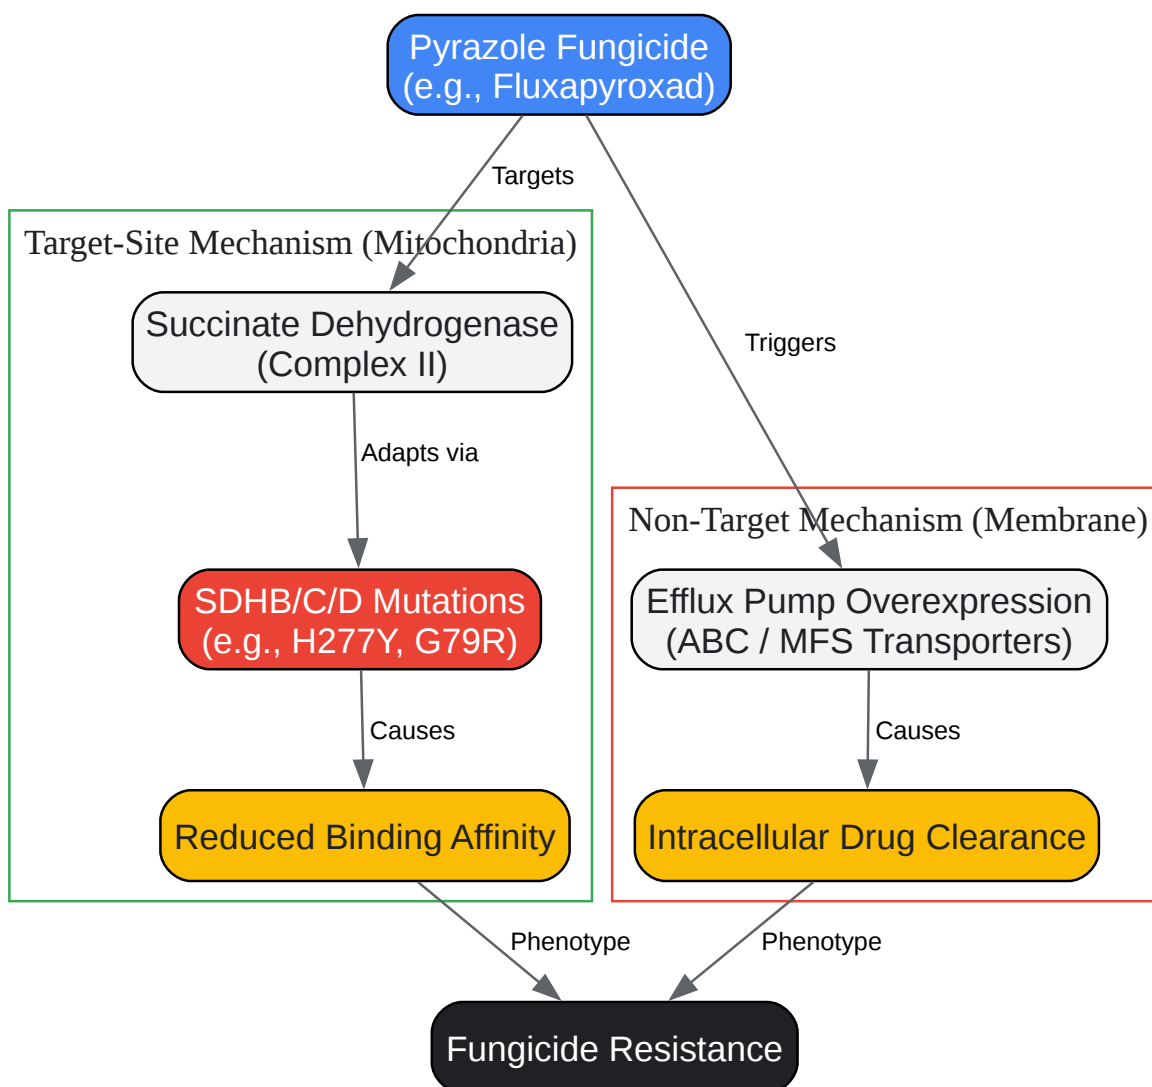 Pyrazole Fungicide
(e.g., Fluxapyroxad)
Targets
Triggers
Target-Site Mechanism (Mitochondria)
Succinate Dehydrogenase
(Complex II)
Adapts via
Non-Target Mechanism (Membrane)
SDHB/C/D Mutations
(e.g., H277Y, G79R)
Efflux Pump Overexpression
(ABC / MFS Transporters)
Causes
Causes
Reduced Binding Affinity
Intracellular Drug Clearance
Phenotype
Phenotype
Fungicide Resistance